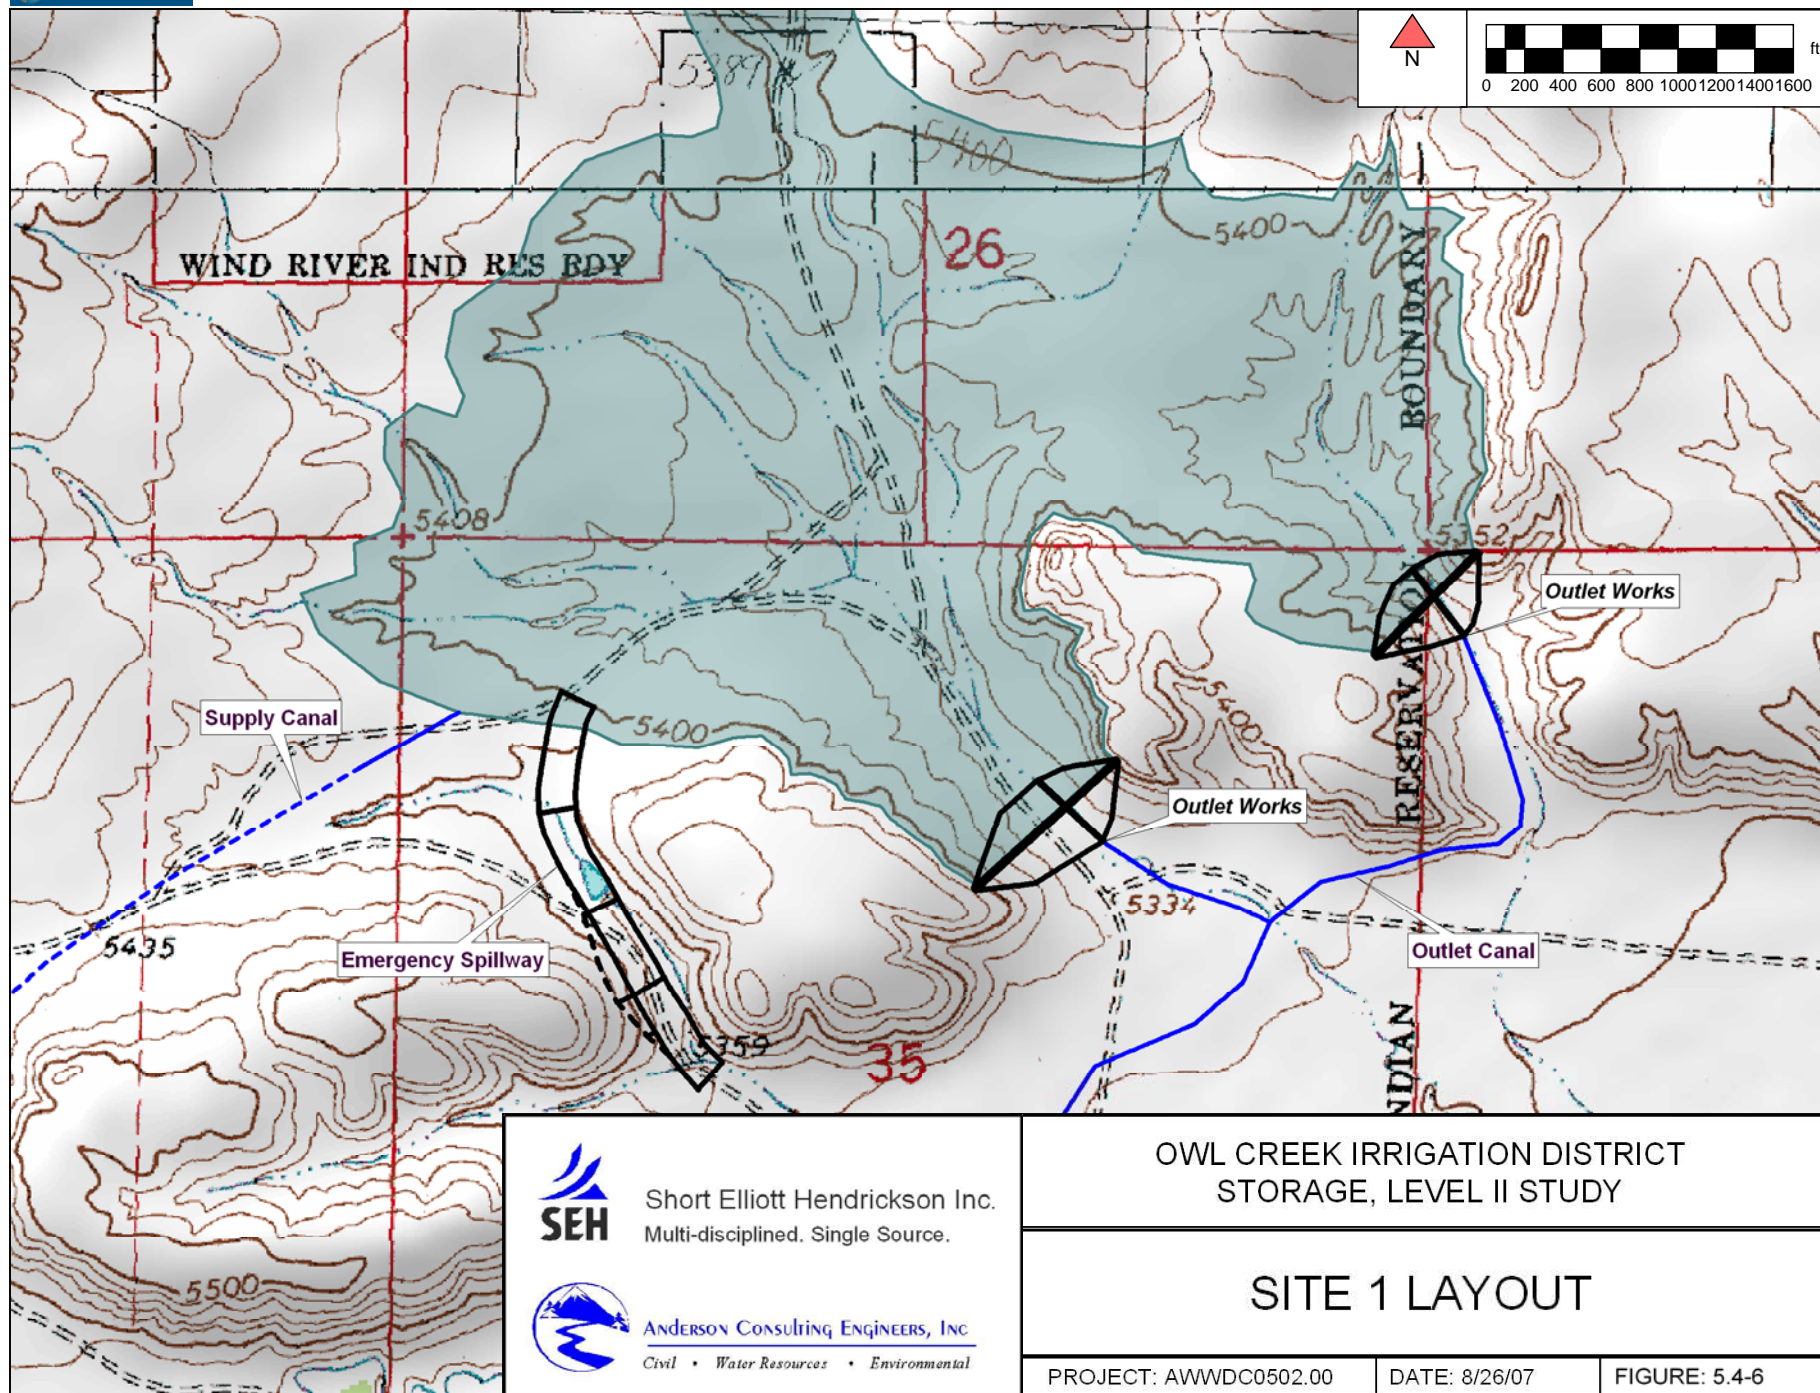 N
ft
0 200 400 600 800 1000 1200 1400 1600
5389
5400
26
5400
WIND RIVER IND RES BDY
BOUNDARY
5408
5352
Outlet Works
RESERVATION
5400
Supply Canal
5400
Outlet Works
5334
5435
Emergency Spillway
Outlet Canal
5359
35
INDIAN
5500
SEH
Short Elliott Hendrickson Inc.
Multi-disciplined. Single Source.
Anderson Consulting Engineers, Inc
Civil • Water Resources • Environmental
OWL CREEK IRRIGATION DISTRICT
STORAGE, LEVEL II STUDY
SITE 1 LAYOUT
PROJECT: AWWDC0502.00
DATE: 8/26/07
FIGURE: 5.4-6